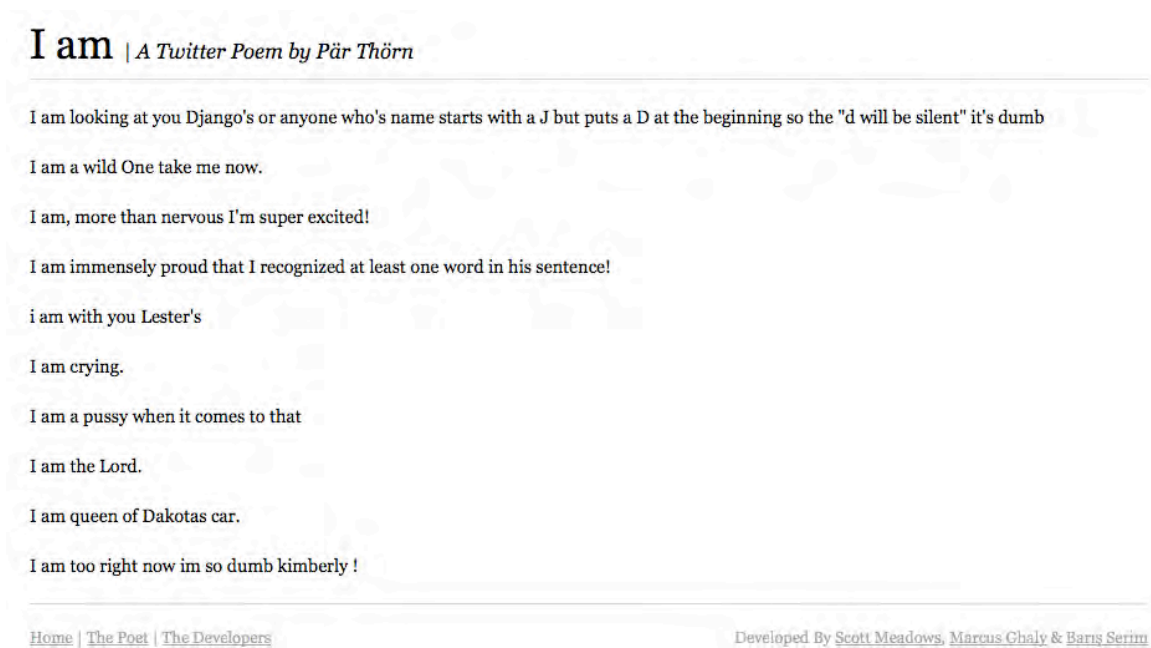 I am | A Twitter Poem by Pär Thörn
I am looking at you Django's or anyone who's name starts with a J but puts a D at the beginning so the "d will be silent" it's dumb
I am a wild One take me now.
I am, more than nervous I'm super excited!
I am immensely proud that I recognized at least one word in his sentence!
i am with you Lester's
I am crying.
I am a pussy when it comes to that
I am the Lord.
I am queen of Dakotas car.
I am too right now im so dumb kimberly !
Home | The Poet | The Developers
Developed By Scott Meadows, Marcus Ghaly & Barış Serim